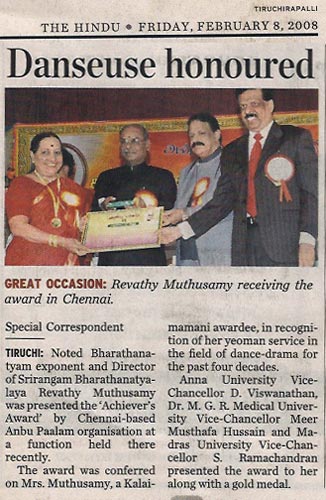 TIRUCHIRAPALLI
THE HINDU • FRIDAY, FEBRUARY 8, 2008
Danseuse honoured
GREAT OCCASION: Revathy Muthusamy receiving the
award in Chennai.
Special Correspondent
TIRUCHI: Noted Bharathana-
tyam exponent and Director
of Srirangam Bharathanatya-
laya Revathy Muthusamy
was presented the 'Achiever's
Award' by Chennai-based
Anbu Paalam organisation at
a function held there
recently.
The award was conferred
on Mrs. Muthusamy, a Kalai-
mamani awardee, in recognition
of her yeoman service in
the field of dance-drama for
the past four decades.
Anna University Vice-
Chancellor D. Viswanathan,
Dr. M. G. R. Medical Univer-
sity Vice-Chancellor Meer
Musthafa Hussain and Ma-
dras University Vice-Chan-
cellor S. Ramachandran
presented the award to her
along with a gold medal.